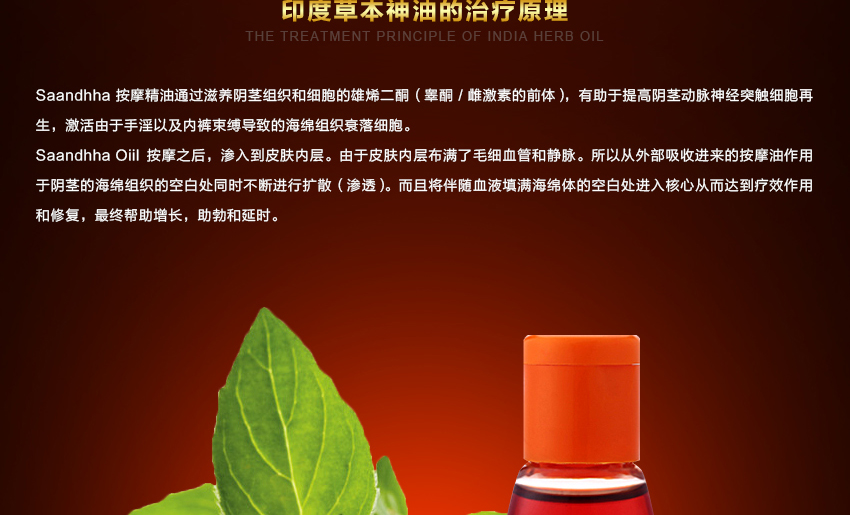 印度草本神油的治疗原理
THE TREATMENT PRINCIPLE OF INDIA HERB OIL
Saandhha 按摩精油通过滋养阴茎组织和细胞的雄烯二酮（睾酮 / 雌激素的前体），有助于提高阴茎动脉神经突触细胞再
生，激活由于手淫以及内裤束缚导致的海绵组织衰落细胞。
Saandhha Oiil 按摩之后，渗入到皮肤内层。由于皮肤内层布满了毛细血管和静脉。所以从外部吸收进来的按摩油作用
于阴茎的海绵组织的空白处同时不断进行扩散（渗透）。而且将伴随血液填满海绵体的空白处进入核心从而达到疗效作用
和修复，最终帮助增长，助勃和延时。